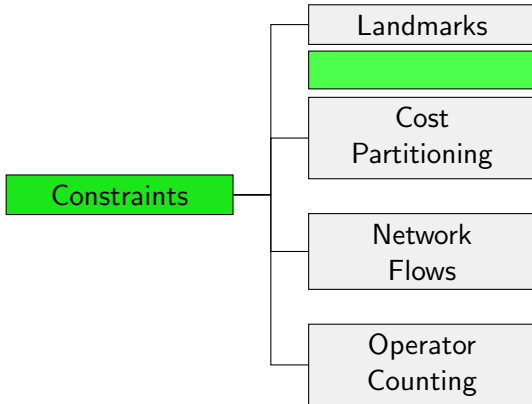 Landmarks
Cost
Partitioning
Constraints
Network
Flows
Operator
Counting